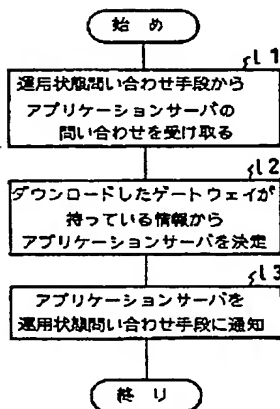 始め
l1
運用状態問い合わせ手段から
アプリケーションサーバの
問い合わせを受け取る
l2
ダウンロードしたゲートウェイが
持っている情報から
アプリケーションサーバを決定
l3
アプリケーションサーバを
運用状態問い合わせ手段に通知
終り